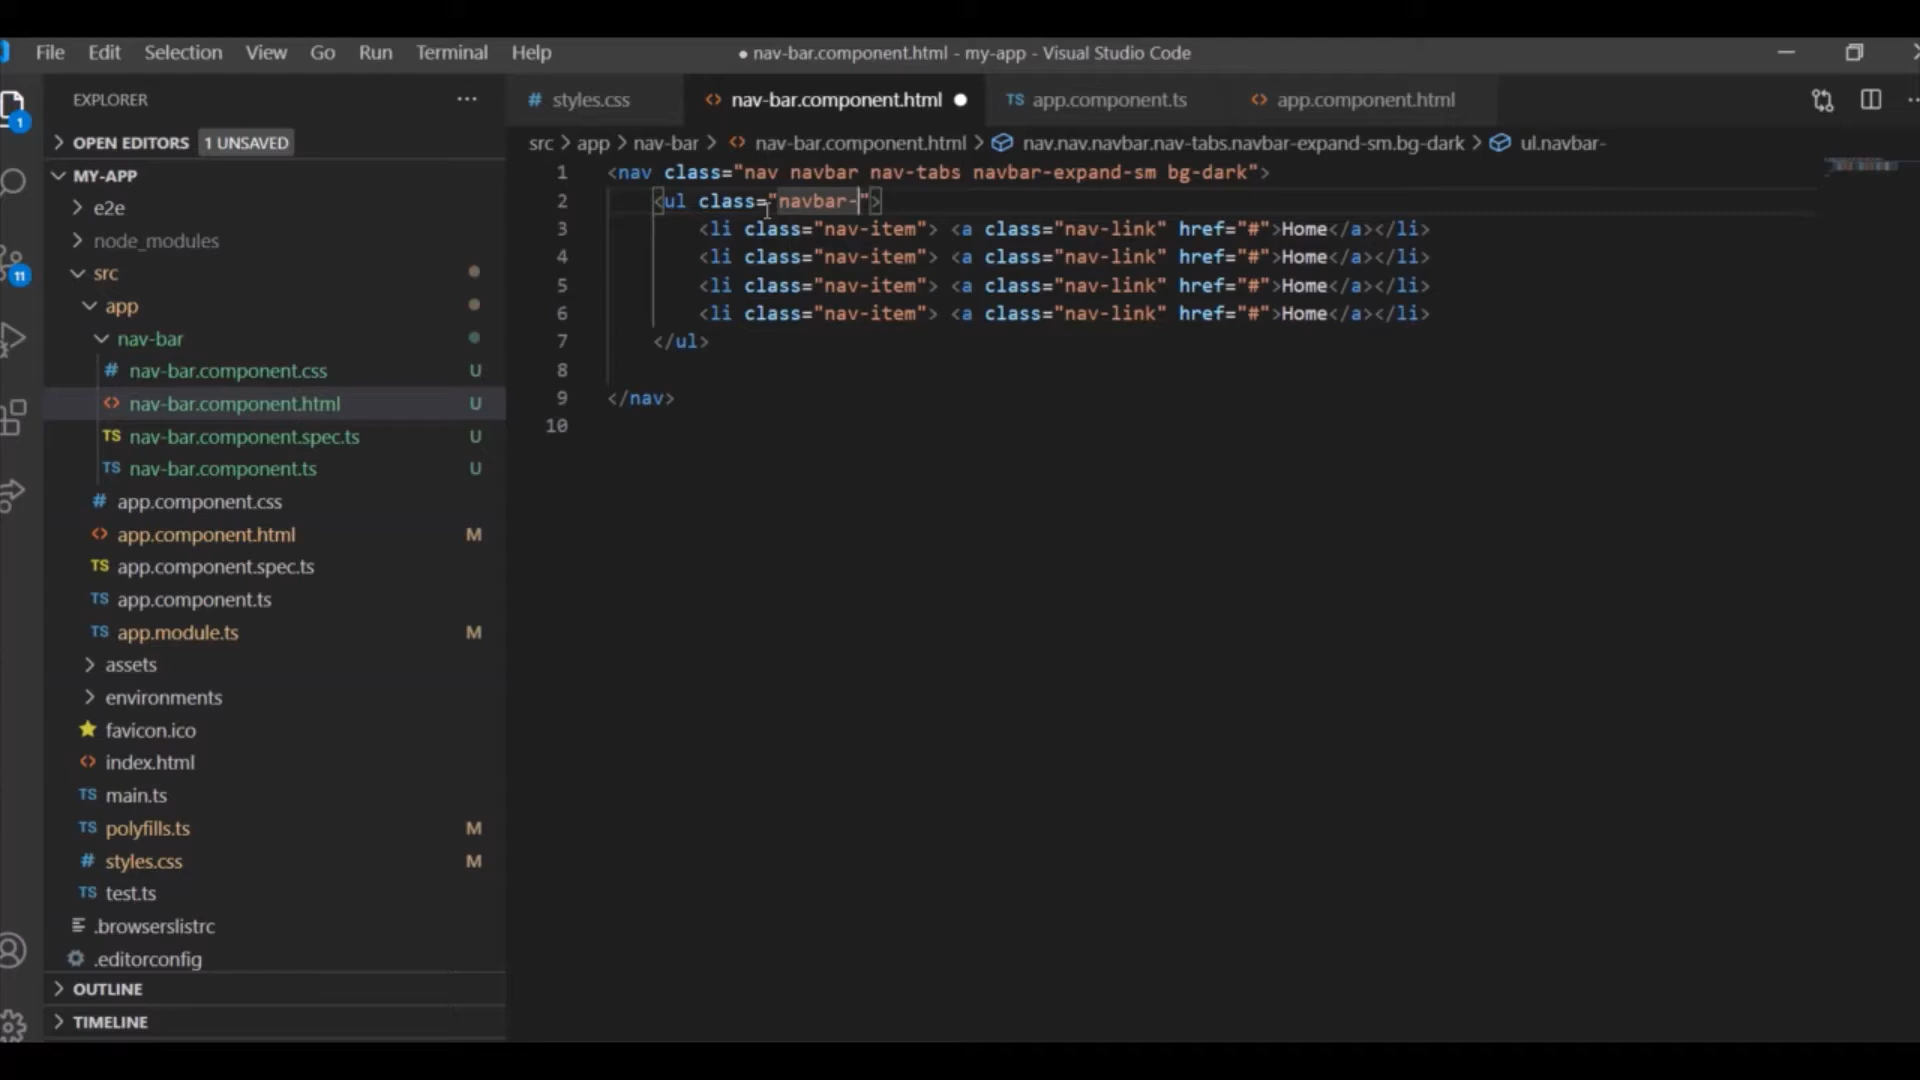 File Edit Selection View Go Run Terminal Help ● nav-bar.component.html - my-app - Visual Studio Code
EXPLORER ···
# styles.css <> nav-bar.component.html ● TS app.component.ts <> app.component.html
1
OPEN EDITORS 1 UNSAVED
src > app > nav-bar > <> nav-bar.component.html > nav.nav.navbar.nav-tabs.navbar-expand-sm.bg-dark > ul.navbar-
MY-APP
e2e
node_modules
src
11
app
nav-bar
# nav-bar.component.css U
<> nav-bar.component.html U
TS nav-bar.component.spec.ts U
TS nav-bar.component.ts U
# app.component.css
<> app.component.html M
TS app.component.spec.ts
TS app.component.ts
TS app.module.ts M
assets
environments
favicon.ico
<> index.html
TS main.ts
TS polyfills.ts M
# styles.css M
TS test.ts
.browserslistrc
.editorconfig
OUTLINE
TIMELINE
1 <nav class="nav navbar nav-tabs navbar-expand-sm bg-dark">
2 <ul class="navbar-">
3 <li class="nav-item"> <a class="nav-link" href="#">Home</a></li>
4 <li class="nav-item"> <a class="nav-link" href="#">Home</a></li>
5 <li class="nav-item"> <a class="nav-link" href="#">Home</a></li>
6 <li class="nav-item"> <a class="nav-link" href="#">Home</a></li>
7 </ul>
8
9 </nav>
10